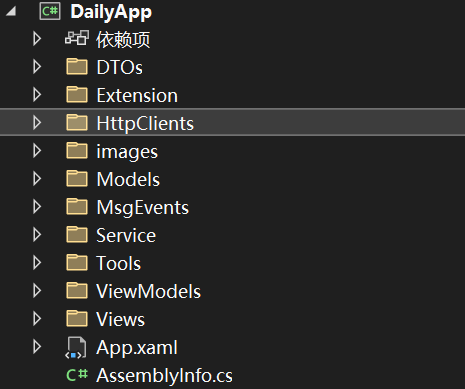 C# DailyApp
依赖项
DTOs
Extension
HttpClients
images
Models
MsgEvents
Service
Tools
ViewModels
Views
App.xaml
C# AssemblyInfo.cs